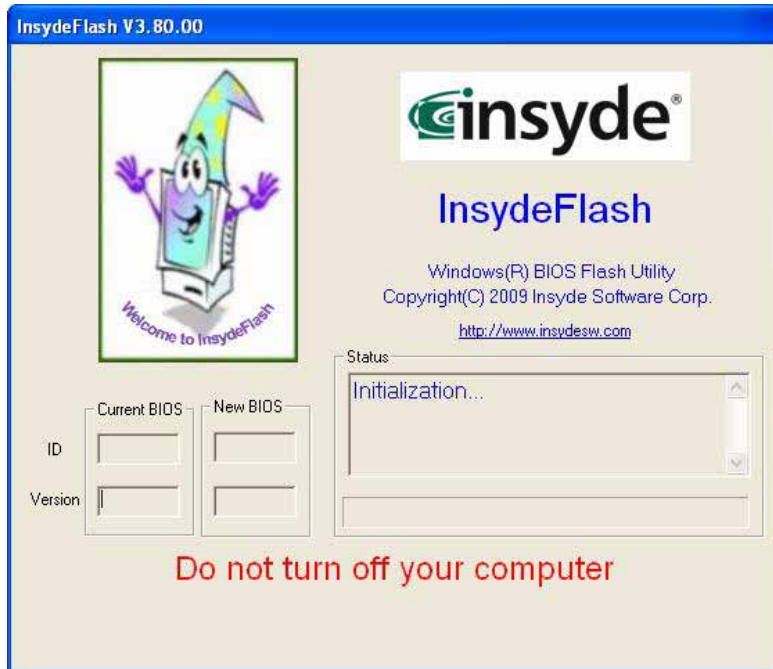 InsydeFlash V3.80.00
insyde®
InsydeFlash
Windows(R) BIOS Flash Utility
Copyright(C) 2009 Insyde Software Corp.
http://www.insydesw.com
Welcome to InsydeFlash
Status
Initialization...
Current BIOS
New BIOS
ID
Version
Do not turn off your computer